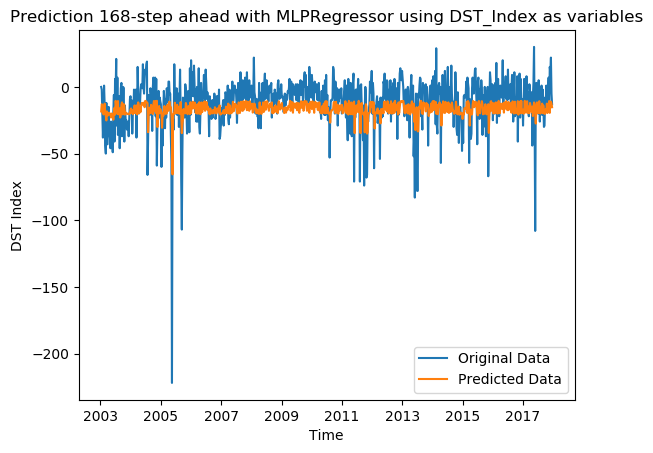 Prediction 168-step ahead with MLPRegressor using DST_Index as variables
0
−50
−100
−150
−200
DST Index
Original Data
Predicted Data
2003 2005 2007 2009 2011 2013 2015 2017
Time